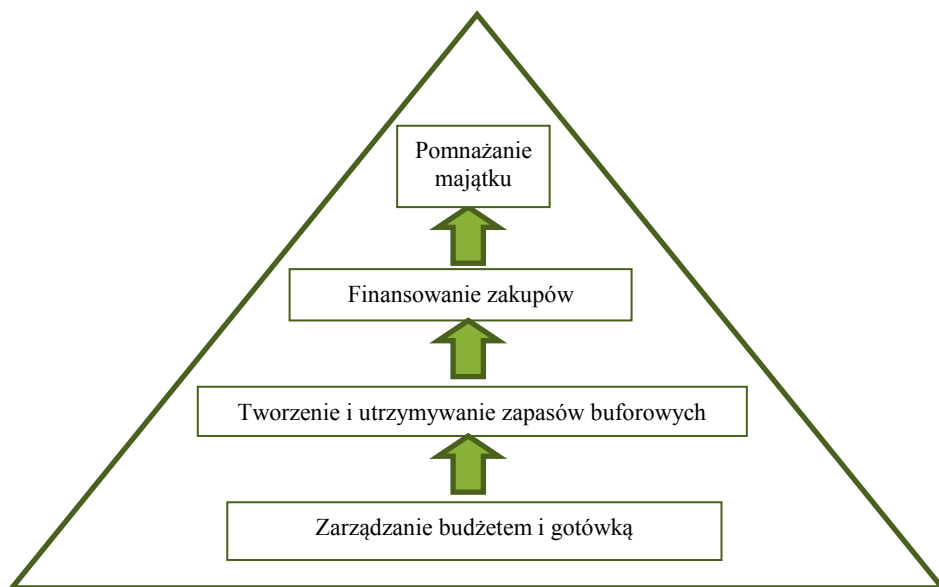 Pomnażanie
majątku
Finansowanie zakupów
Tworzenie i utrzymywanie zapasów buforowych
Zarządzanie budżetem i gotówką